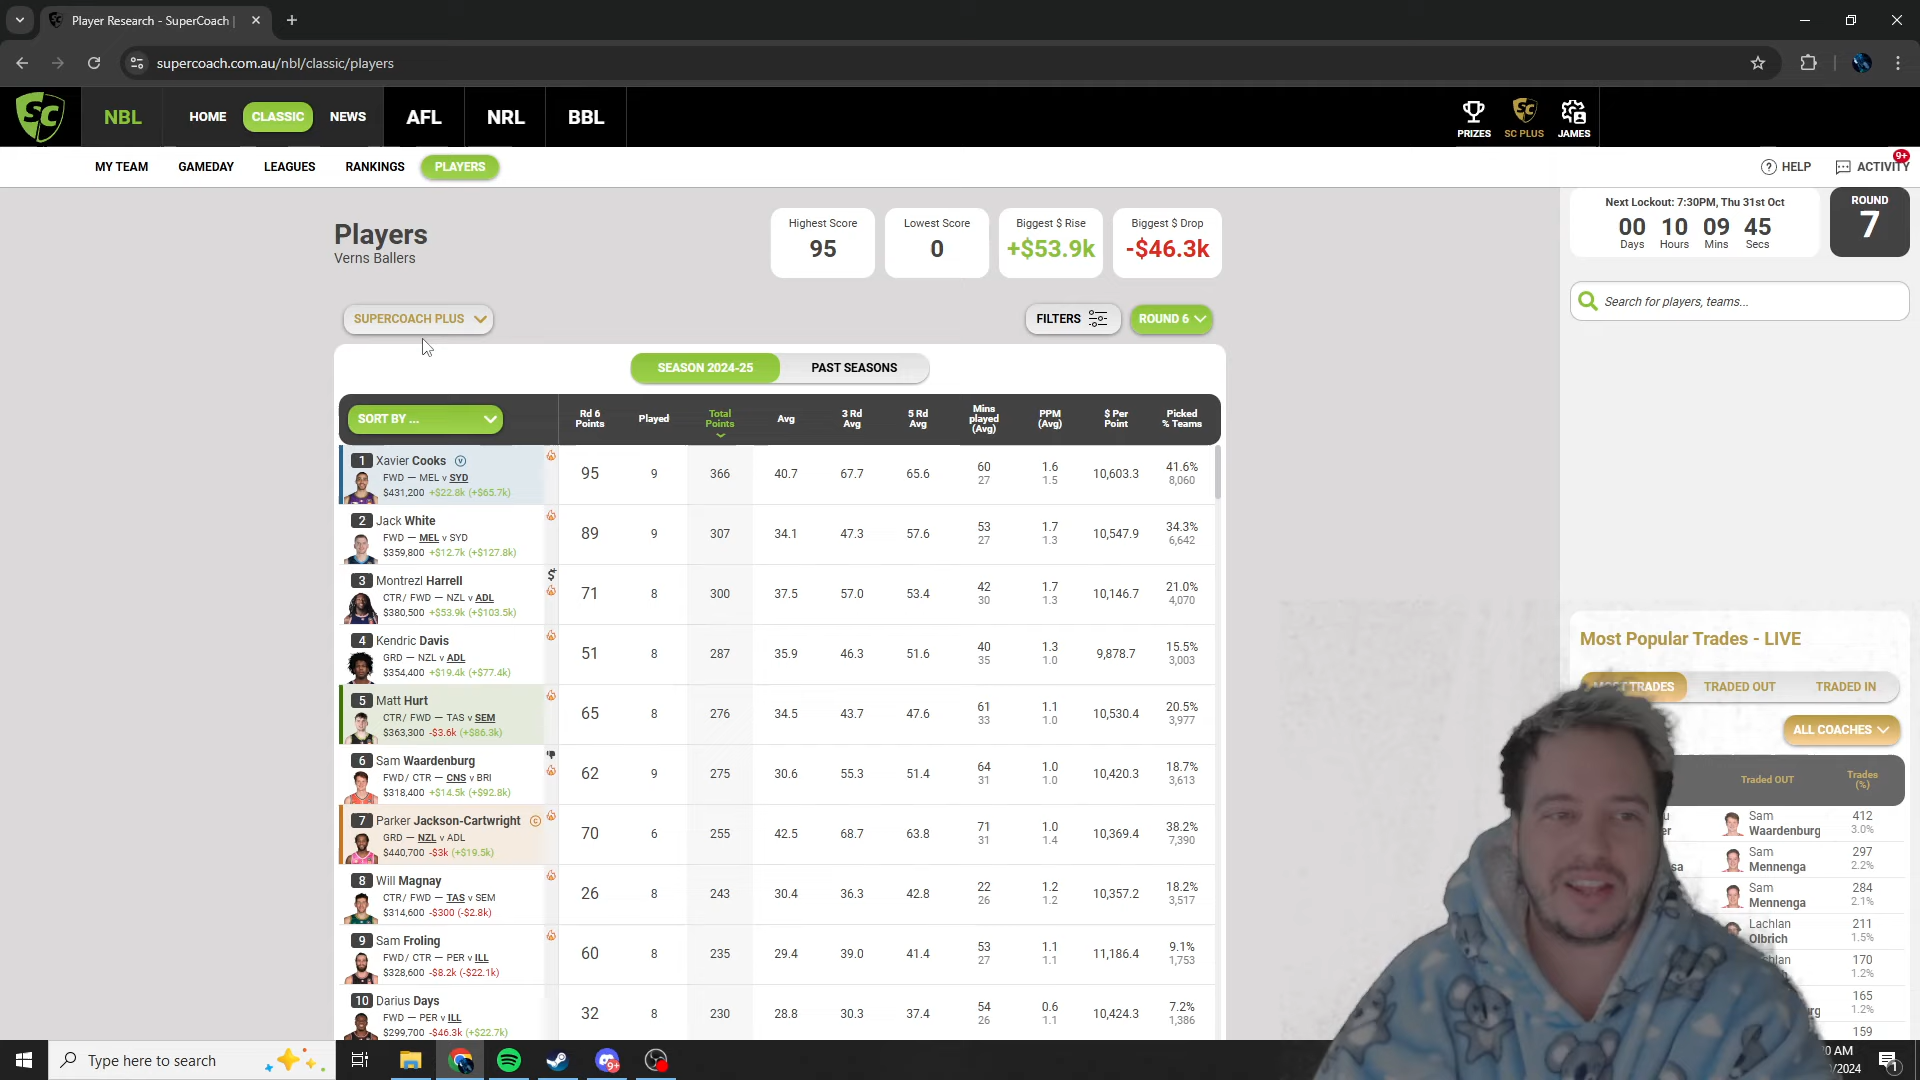 Player Research - SuperCoach |
supercoach.com.au/nbl/classic/players
SC
NBL
HOME
CLASSIC
NEWS
AFL
NRL
BBL
PRIZES
SC PLUS
JAMES
MY TEAM
GAMEDAY
LEAGUES
RANKINGS
PLAYERS
HELP
ACTIVITY
9+
Players
Verns Ballers
Highest Score
95
Lowest Score
0
Biggest $ Rise
+$53.9k
Biggest $ Drop
-$46.3k
Next Lockout: 7:30PM, Thu 31st Oct
00 10 09 45
Days Hours Mins Secs
ROUND
7
Search for players, teams...
SUPERCOACH PLUS
FILTERS
ROUND 6
SEASON 2024-25
PAST SEASONS
SORT BY ...
Rd 6 Points
Played
Total Points
Avg
3 Rd Avg
5 Rd Avg
Mins played (Avg)
PPM (Avg)
$ Per Point
Picked % Teams
1 Xavier Cooks V
FWD — MEL v SYD
$431,200 +$22.8k (+$65.7k)
95 9 366 40.7 67.7 65.6 60 27 1.6 1.5 10,603.3 41.6% 8,060
2 Jack White
FWD — MEL v SYD
$359,800 +$12.7k (+$127.8k)
89 9 307 34.1 47.3 57.6 53 27 1.7 1.3 10,547.9 34.3% 6,642
3 Montrezl Harrell
CTR/ FWD — NZL v ADL
$380,500 +$53.9k (+$103.5k)
71 8 300 37.5 57.0 53.4 42 30 1.7 1.3 10,146.7 21.0% 4,070
4 Kendric Davis
GRD — NZL v ADL
$354,400 +$19.4k (+$77.4k)
51 8 287 35.9 46.3 51.6 40 35 1.3 1.0 9,878.7 15.5% 3,003
5 Matt Hurt
CTR/ FWD — TAS v SEM
$363,300 -$3.6k (+$86.3k)
65 8 276 34.5 43.7 47.6 61 33 1.1 1.0 10,530.4 20.5% 3,977
6 Sam Waardenburg
FWD/ CTR — CNS v BRI
$318,400 +$14.5k (+$92.8k)
62 9 275 30.6 55.3 51.4 64 31 1.0 1.0 10,420.3 18.7% 3,613
7 Parker Jackson-Cartwright C
GRD — NZL v ADL
$440,700 -$3k (+$19.5k)
70 6 255 42.5 68.7 63.8 71 31 1.0 1.4 10,369.4 38.2% 7,390
8 Will Magnay
CTR/ FWD — TAS v SEM
$314,600 -$300 (-$2.8k)
26 8 243 30.4 36.3 42.8 22 26 1.2 1.2 10,357.2 18.2% 3,517
9 Sam Froling
FWD/ CTR — PER v ILL
$328,600 -$8.2k (-$22.1k)
60 8 235 29.4 39.0 41.4 53 27 1.1 1.1 11,186.4 9.1% 1,753
10 Darius Days
FWD — PER v ILL
$299,700 -$46.3k (+$22.7k)
32 8 230 28.8 30.3 37.4 54 26 0.6 1.1 10,424.3 7.2% 1,386
Most Popular Trades - LIVE
TRADES
TRADED OUT
TRADED IN
ALL COACHES
Traded OUT
Trades (%)
Sam Waardenburg 412 3.0%
Sam Mennenga 297 2.2%
Sam Mennenga 284 2.1%
Lachlan Olbrich 211 1.5%
170 1.2%
165 1.2%
159
Type here to search
9+
AM
1